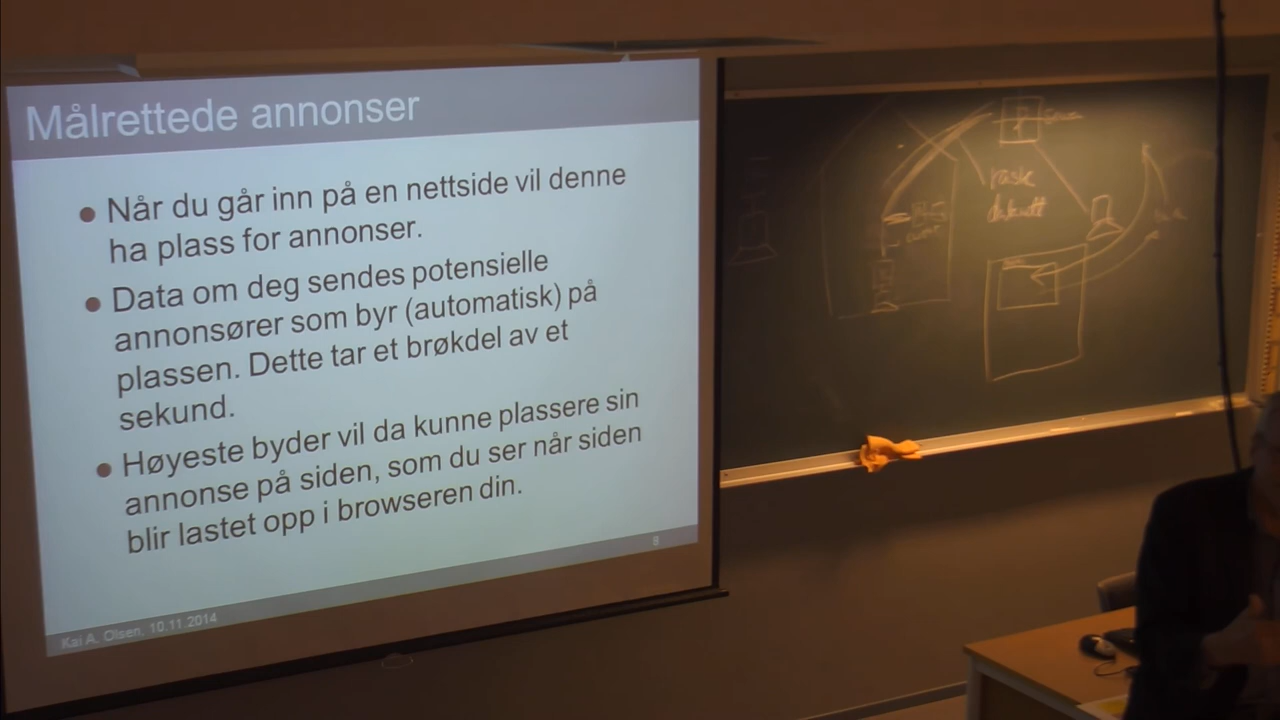 Målrettede annonser
● Når du går inn på en nettside vil denne
ha plass for annonser.
● Data om deg sendes potensielle
annonsører som byr (automatisk) på
plassen. Dette tar et brøkdel av et
sekund.
● Høyeste byder vil da kunne plassere sin
annonse på siden, som du ser når siden
blir lastet opp i browseren din.
Kai A. Olsen, 10.11.2014
rask